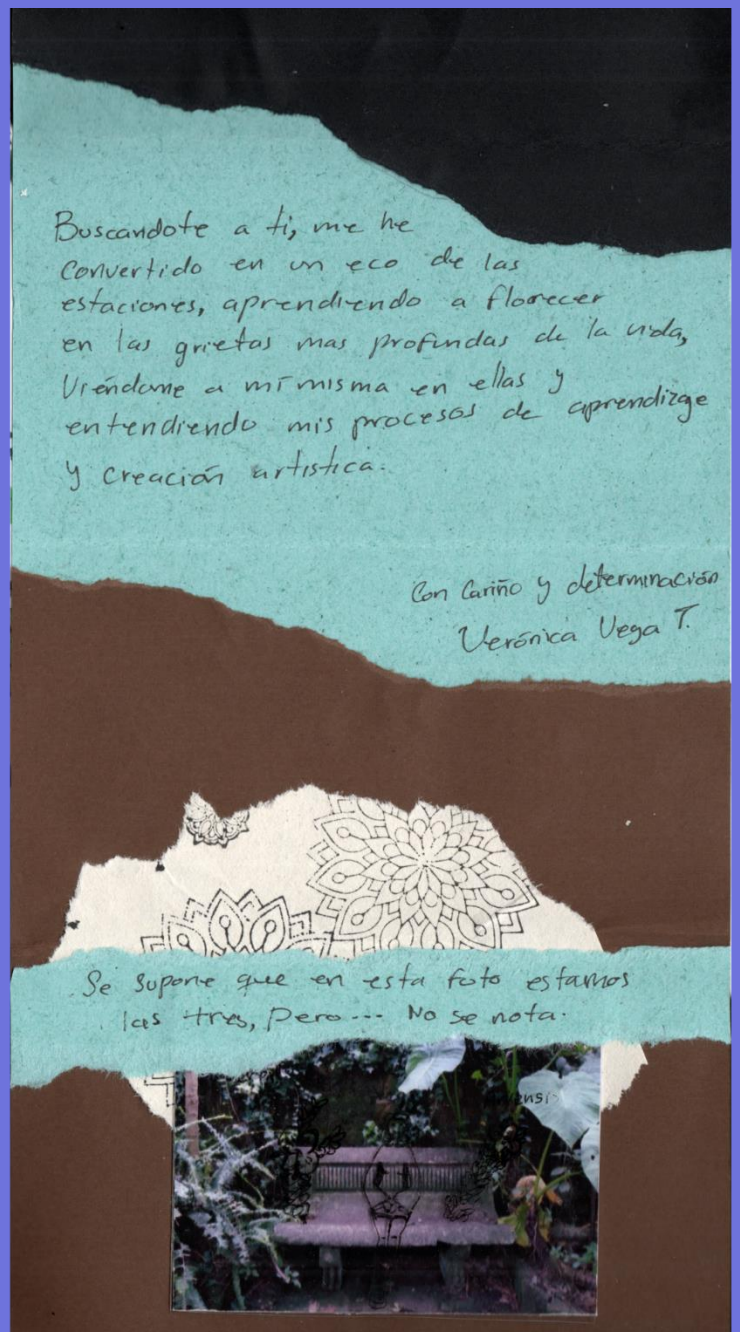 Buscandote a ti, me he
convertido en un eco de las
estaciones, aprendiendo a florecer
en las grietas mas profundas de la vida,
Viéndome a mí misma en ellas y
entendiendo mis procesos de aprendizaje
y creación artistica.
Con Cariño y determinación
Verónica Vega T.
Se supone que en esta foto estamos
las tres, pero... No se nota.